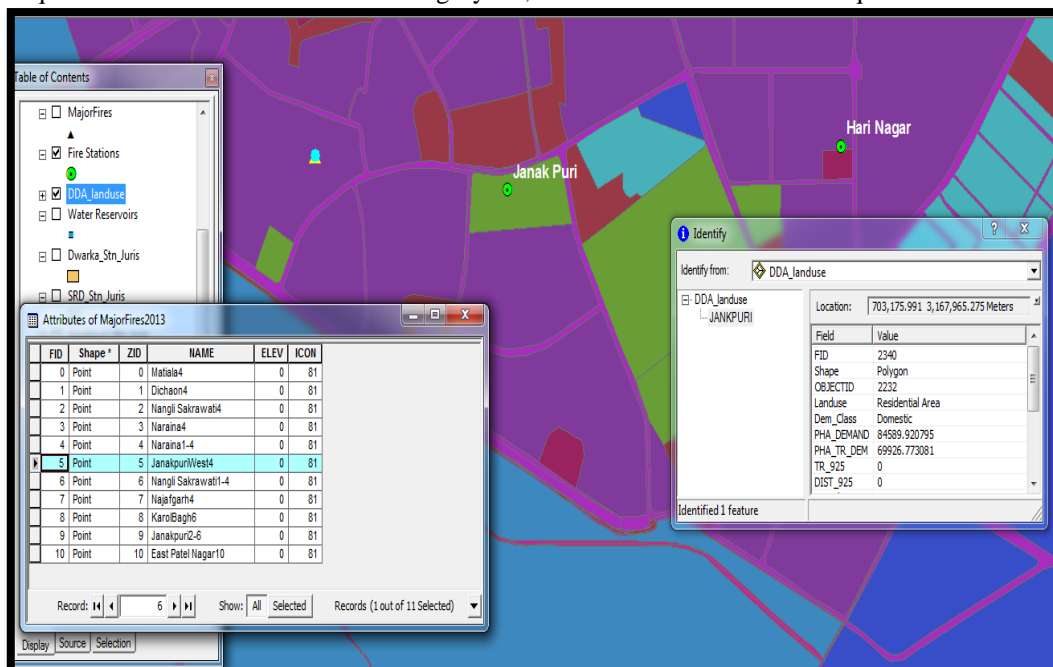 Table of Contents
MajorFires
Fire Stations
DDA_landuse
Water Reservoirs
Dwarka_Stn_Juris
SRD_Stn_Juris
Display Source Selection
Janak Puri
Hari Nagar
Attributes of MajorFires2013
FID Shape * ZID NAME ELEV ICON
0 Point 0 Matiala4 0 81
1 Point 1 Dichaon4 0 81
2 Point 2 Nangli Sakrawati4 0 81
3 Point 3 Naraina4 0 81
4 Point 4 Naraina1-4 0 81
5 Point 5 JanakpuriWest4 0 81
6 Point 6 Nangli Sakrawati1-4 0 81
7 Point 7 Najafgarh4 0 81
8 Point 8 KarolBagh6 0 81
9 Point 9 Janakpuri2-6 0 81
10 Point 10 East Patel Nagar10 0 81
Record: 6 Show: All Selected Records (1 out of 11 Selected)
Identify
Identify from: DDA_landuse
DDA_landuse
JANKPURI
Location: 703,175.991 3,167,965.275 Meters
Field Value
FID 2340
Shape Polygon
OBJECTID 2232
Landuse Residential Area
Dem_Class Domestic
PHA_DEMAND 84589.920795
PHA_TR_DEM 69926.773081
TR_925 0
DIST_925 0
Identified 1 feature